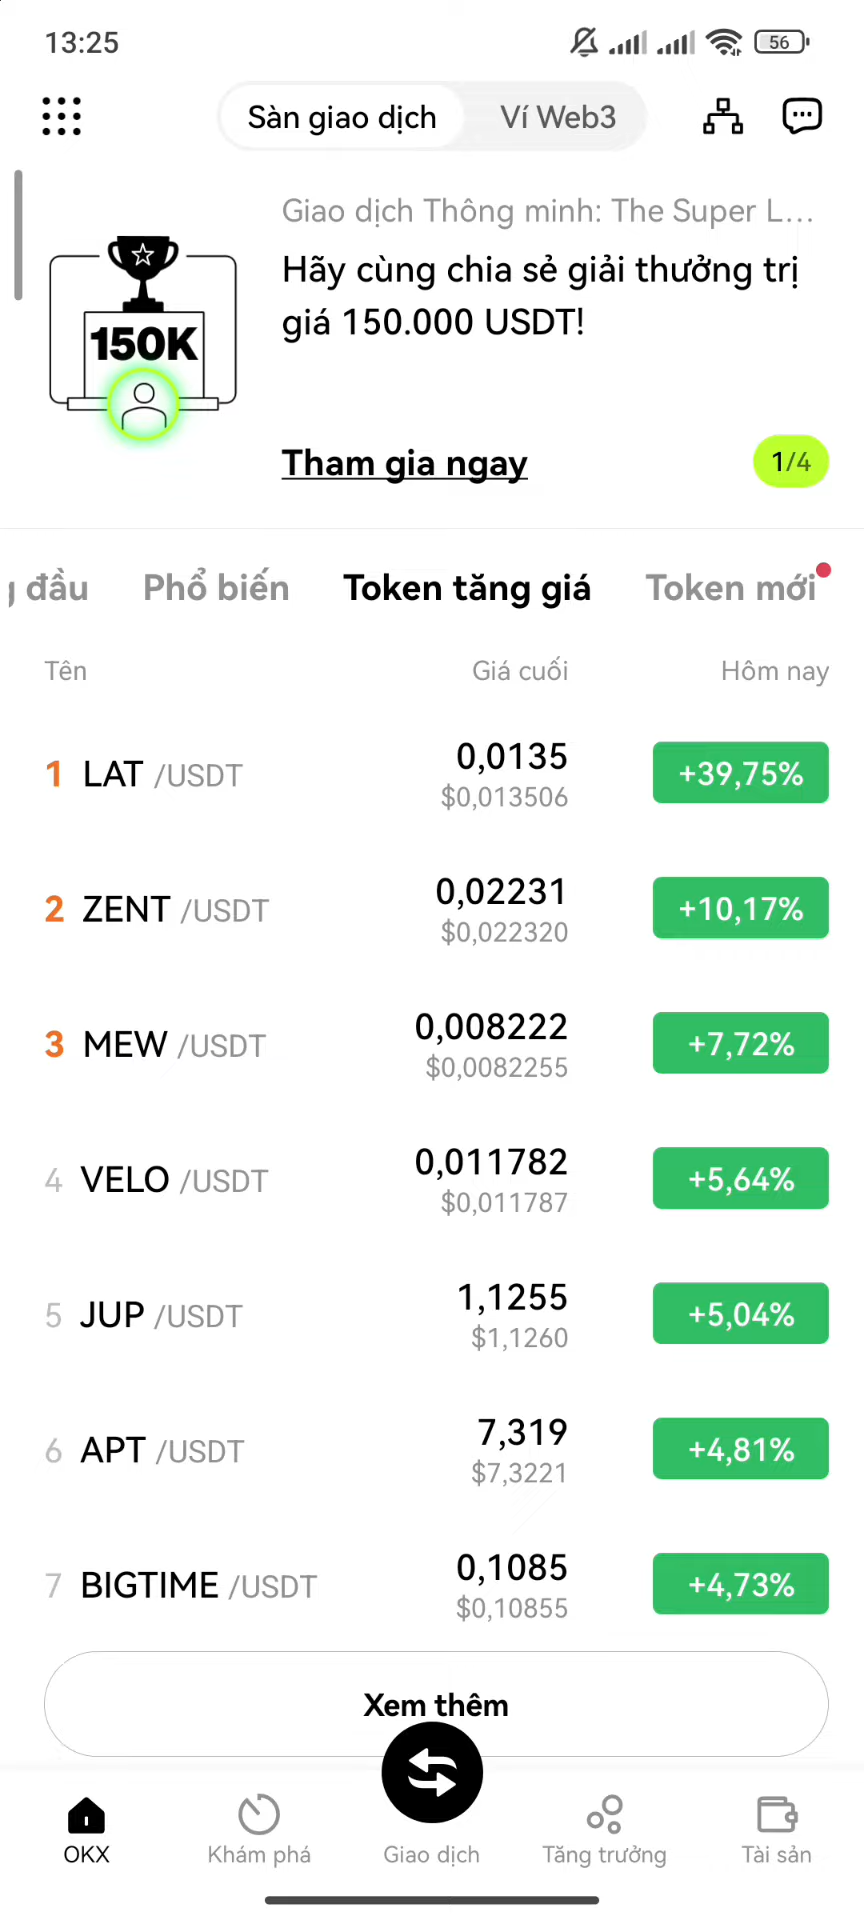 13:25
56
Sàn giao dịch
Ví Web3
Giao dịch Thông minh: The Super L...
Hãy cùng chia sẻ giải thưởng trị
giá 150.000 USDT!
150K
Tham gia ngay
1/4
g đầu
Phổ biến
Token tăng giá
Token mới
Tên
Giá cuối
Hôm nay
1 LAT /USDT
0,0135
$0,013506
+39,75%
2 ZENT /USDT
0,02231
$0,022320
+10,17%
3 MEW /USDT
0,008222
$0,0082255
+7,72%
4 VELO /USDT
0,011782
$0,011787
+5,64%
5 JUP /USDT
1,1255
$1,1260
+5,04%
6 APT /USDT
7,319
$7,3221
+4,81%
7 BIGTIME /USDT
0,1085
$0,10855
+4,73%
Xem thêm
OKX
Khám phá
Giao dịch
Tăng trưởng
Tài sản